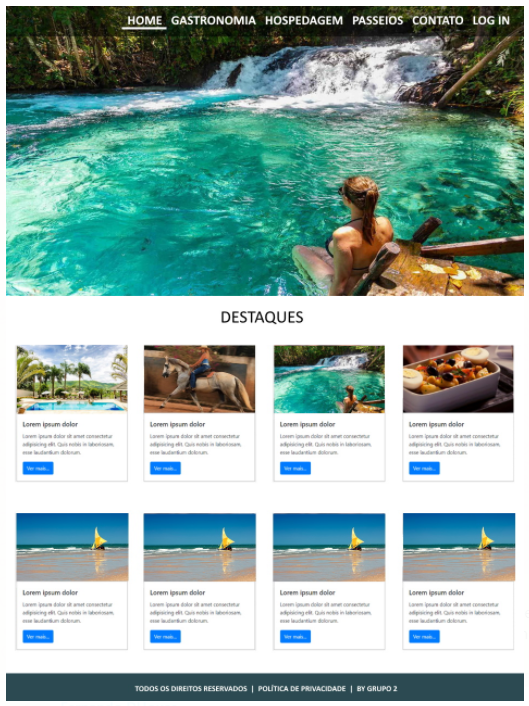 HOME GASTRONOMIA HOSPEDAGEM PASSEIOS CONTATO LOG IN
DESTAQUES
Lorem ipsum dolor
Lorem ipsum dolor sit amet consectetur
adipisicing elit. Quis nobis in laboriosam,
esse laudantium dolorum.
Ver mais...
Lorem ipsum dolor
Lorem ipsum dolor sit amet consectetur
adipisicing elit. Quis nobis in laboriosam,
esse laudantium dolorum.
Ver mais...
Lorem ipsum dolor
Lorem ipsum dolor sit amet consectetur
adipisicing elit. Quis nobis in laboriosam,
esse laudantium dolorum.
Ver mais...
Lorem ipsum dolor
Lorem ipsum dolor sit amet consectetur
adipisicing elit. Quis nobis in laboriosam,
esse laudantium dolorum.
Ver mais...
Lorem ipsum dolor
Lorem ipsum dolor sit amet consectetur
adipisicing elit. Quis nobis in laboriosam,
esse laudantium dolorum.
Ver mais...
Lorem ipsum dolor
Lorem ipsum dolor sit amet consectetur
adipisicing elit. Quis nobis in laboriosam,
esse laudantium dolorum.
Ver mais...
Lorem ipsum dolor
Lorem ipsum dolor sit amet consectetur
adipisicing elit. Quis nobis in laboriosam,
esse laudantium dolorum.
Ver mais...
Lorem ipsum dolor
Lorem ipsum dolor sit amet consectetur
adipisicing elit. Quis nobis in laboriosam,
esse laudantium dolorum.
Ver mais...
TODOS OS DIREITOS RESERVADOS | POLÍTICA DE PRIVACIDADE | BY GRUPO 2